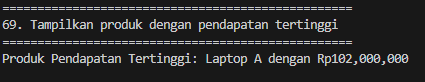 ==================================================
69. Tampilkan produk dengan pendapatan tertinggi
==================================================
Produk Pendapatan Tertinggi: Laptop A dengan Rp102,000,000